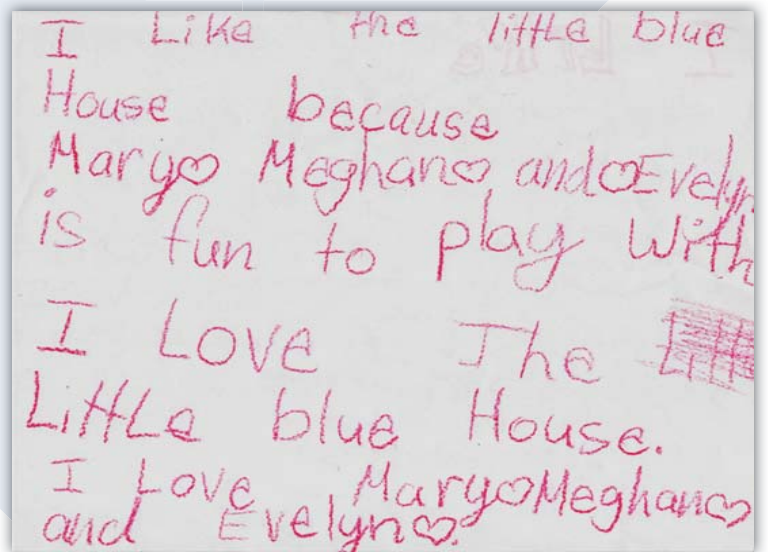 I Like the little blue
House because
Mary♡ Meghan♡ and♡Evelyn
is fun to play With
I Love The
LittLe blue House.
I Love Mary♡Meghan♡
and Evelyn♡.